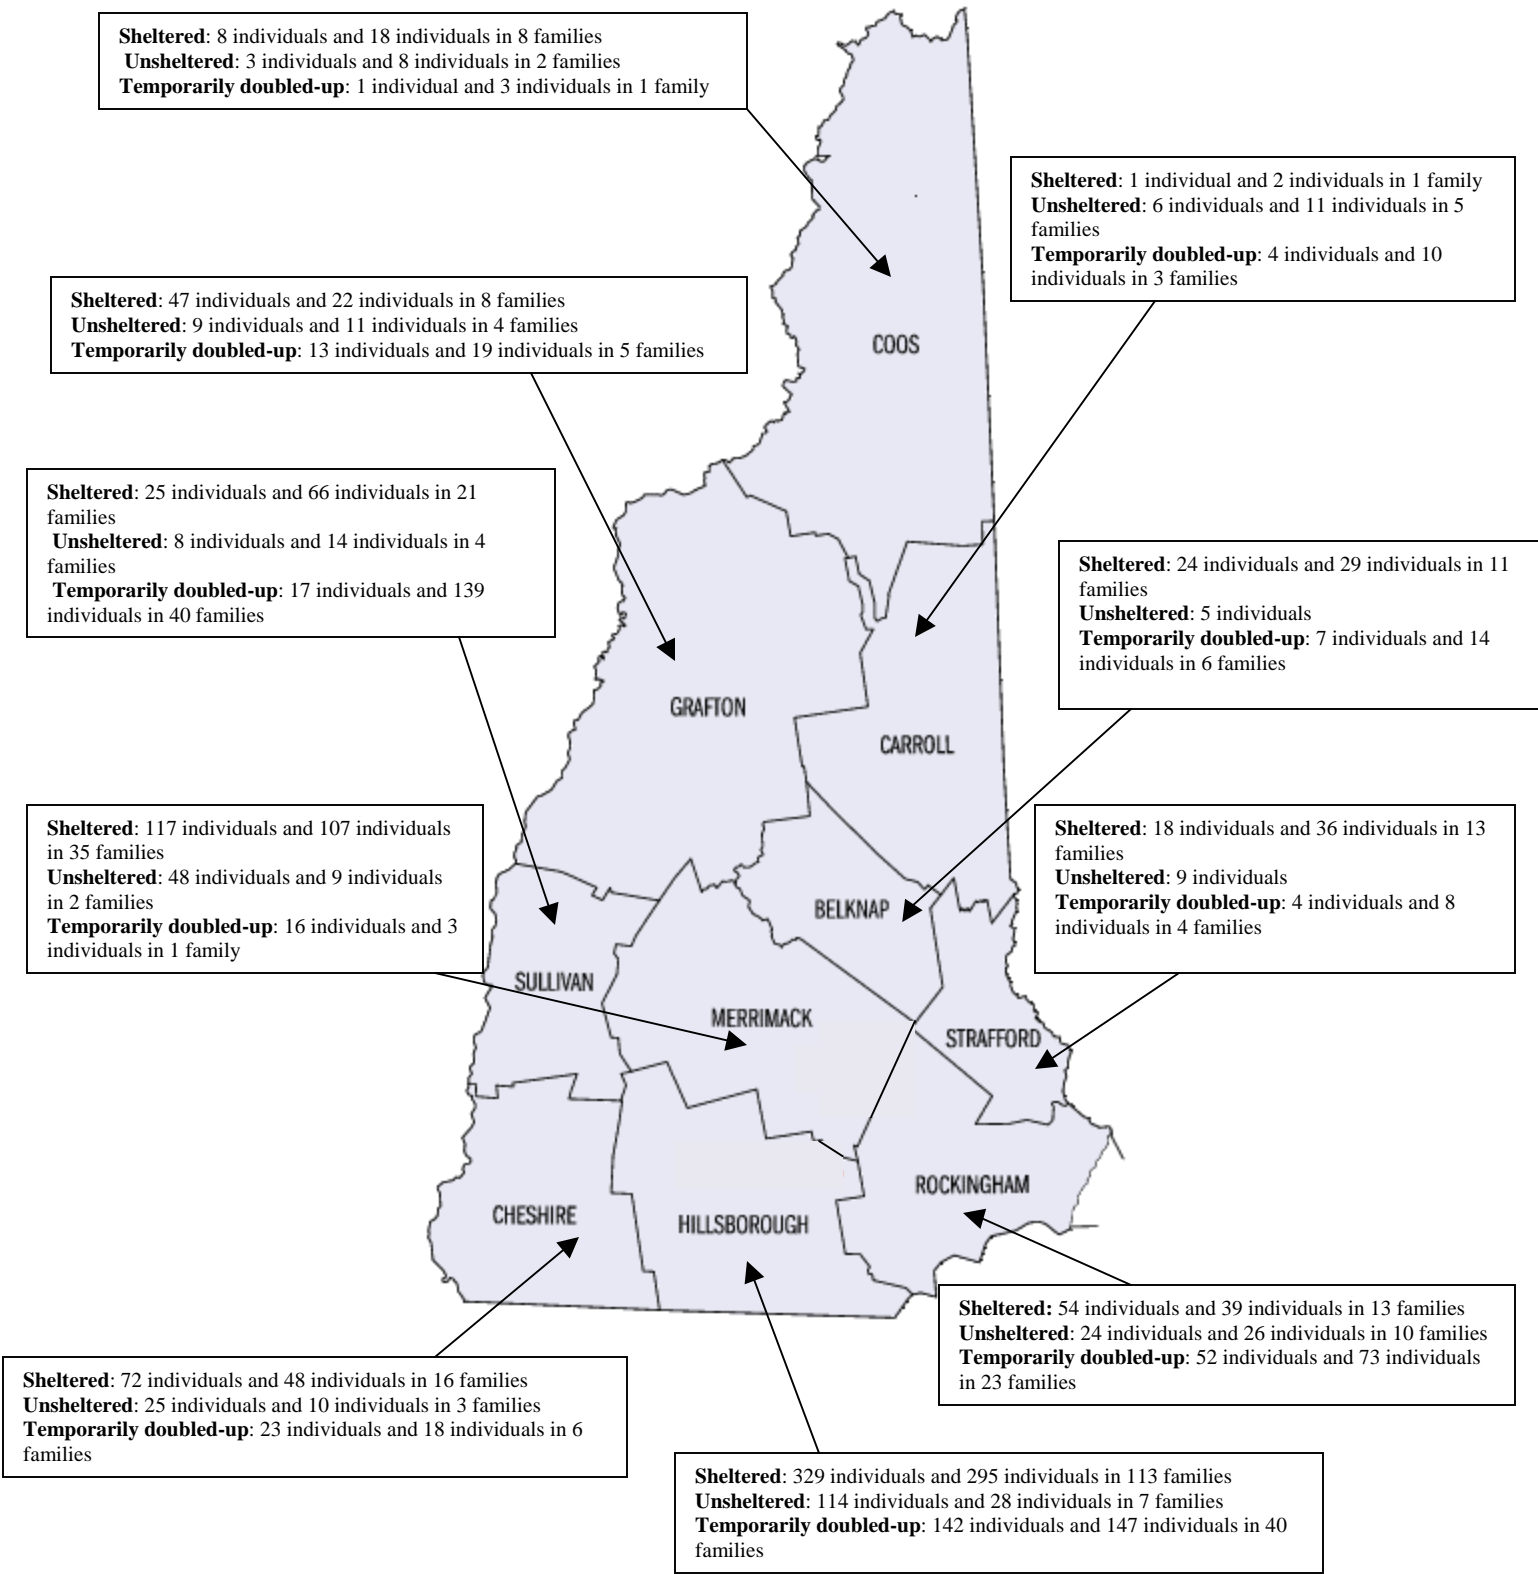 Sheltered: 8 individuals and 18 individuals in 8 families
Unsheltered: 3 individuals and 8 individuals in 2 families
Temporarily doubled-up: 1 individual and 3 individuals in 1 family
Sheltered: 1 individual and 2 individuals in 1 family
Unsheltered: 6 individuals and 11 individuals in 5
families
Temporarily doubled-up: 4 individuals and 10
individuals in 3 families
Sheltered: 47 individuals and 22 individuals in 8 families
Unsheltered: 9 individuals and 11 individuals in 4 families
Temporarily doubled-up: 13 individuals and 19 individuals in 5 families
COOS
Sheltered: 25 individuals and 66 individuals in 21
families
Unsheltered: 8 individuals and 14 individuals in 4
families
Temporarily doubled-up: 17 individuals and 139
individuals in 40 families
Sheltered: 24 individuals and 29 individuals in 11
families
Unsheltered: 5 individuals
Temporarily doubled-up: 7 individuals and 14
individuals in 6 families
GRAFTON
CARROLL
Sheltered: 117 individuals and 107 individuals
in 35 families
Unsheltered: 48 individuals and 9 individuals
in 2 families
Temporarily doubled-up: 16 individuals and 3
individuals in 1 family
Sheltered: 18 individuals and 36 individuals in 13
families
Unsheltered: 9 individuals
Temporarily doubled-up: 4 individuals and 8
individuals in 4 families
BELKNAP
SULLIVAN
MERRIMACK
STRAFFORD
ROCKINGHAM
CHESHIRE
HILLSBOROUGH
Sheltered: 54 individuals and 39 individuals in 13 families
Unsheltered: 24 individuals and 26 individuals in 10 families
Temporarily doubled-up: 52 individuals and 73 individuals
in 23 families
Sheltered: 72 individuals and 48 individuals in 16 families
Unsheltered: 25 individuals and 10 individuals in 3 families
Temporarily doubled-up: 23 individuals and 18 individuals in 6
families
Sheltered: 329 individuals and 295 individuals in 113 families
Unsheltered: 114 individuals and 28 individuals in 7 families
Temporarily doubled-up: 142 individuals and 147 individuals in 40
families